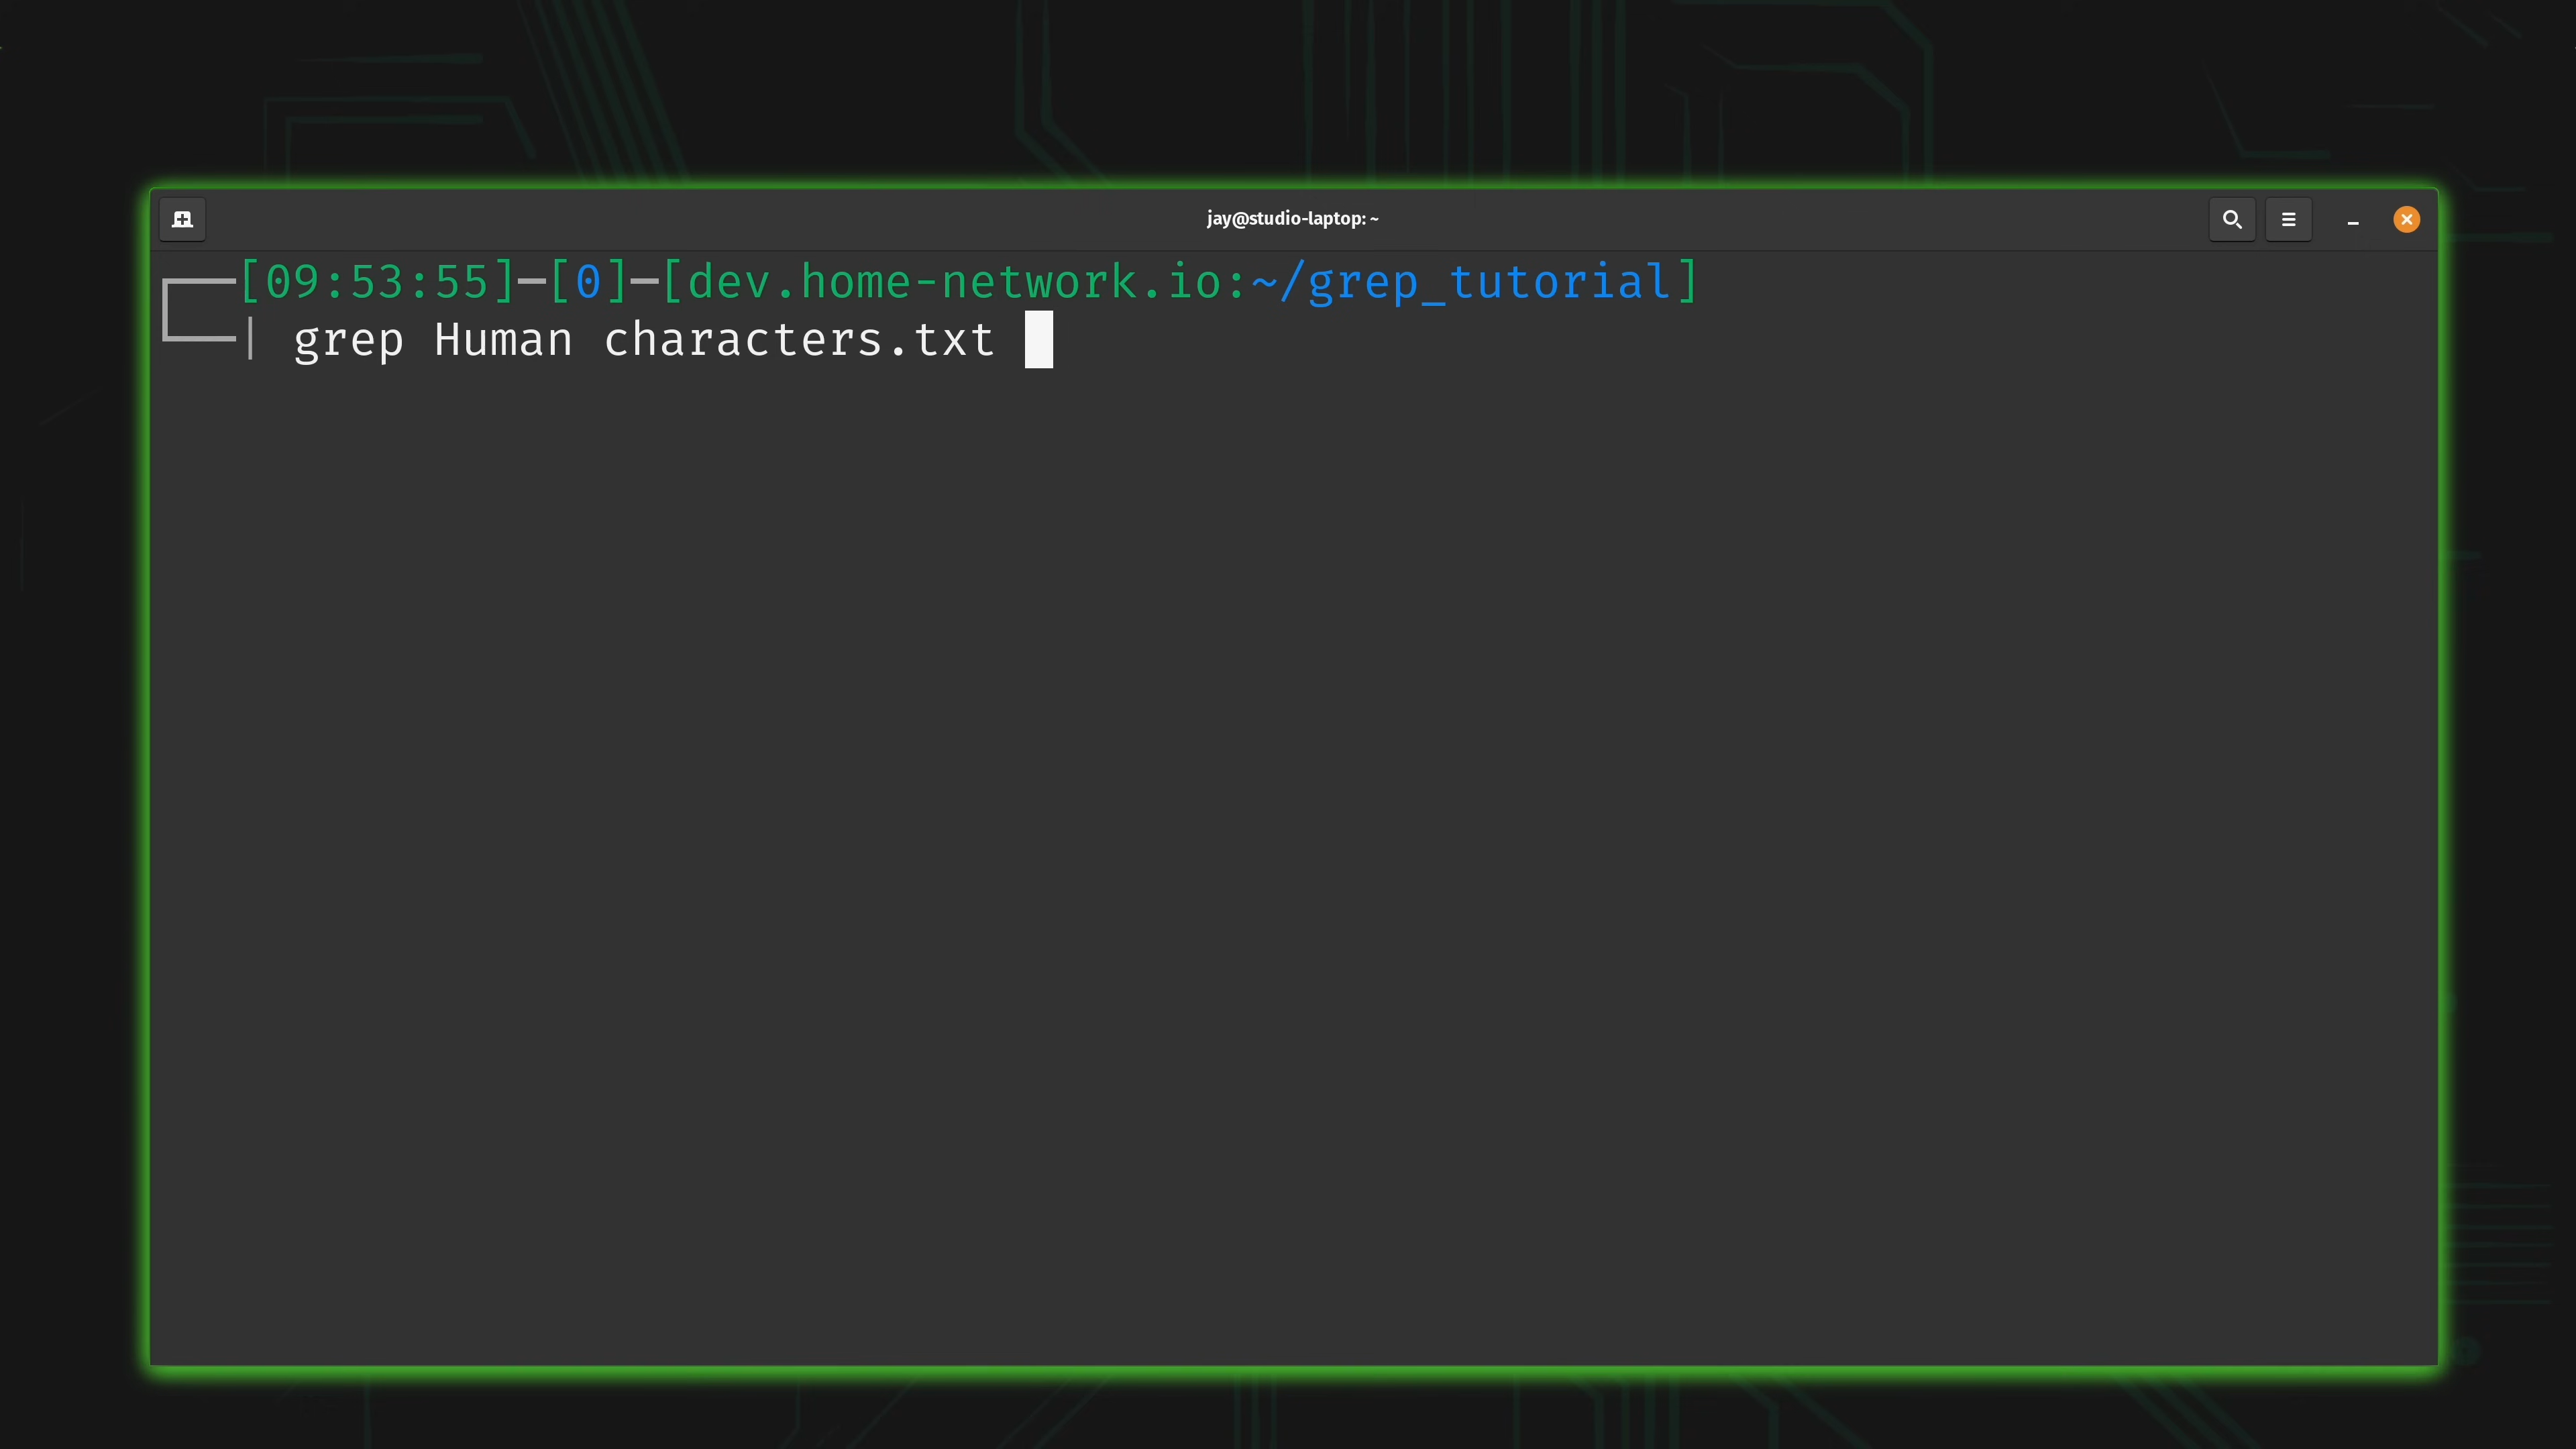 jay@studio-laptop: ~
[09:53:55]─[0]─[dev.home-network.io:~/grep_tutorial]
| grep Human characters.txt